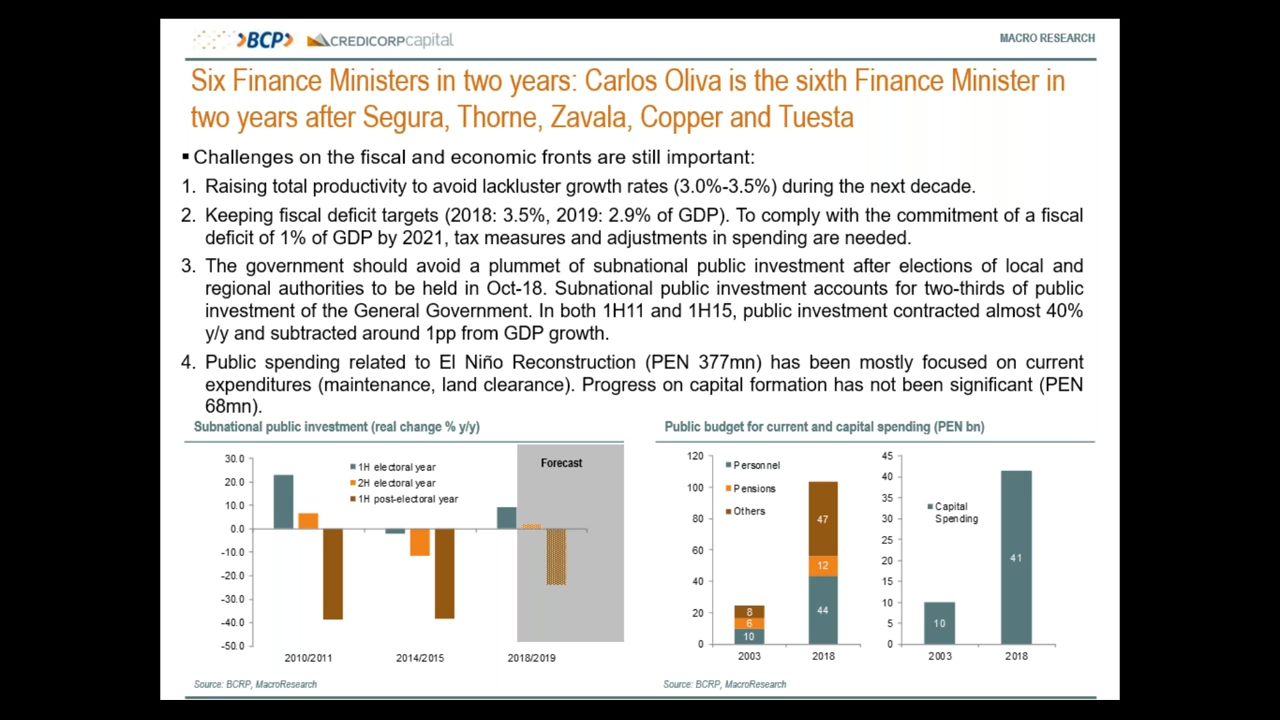 BCP CREDICORPcapital
MACRO RESEARCH
Six Finance Ministers in two years: Carlos Oliva is the sixth Finance Minister in
two years after Segura, Thorne, Zavala, Copper and Tuesta
▪ Challenges on the fiscal and economic fronts are still important:
1. Raising total productivity to avoid lackluster growth rates (3.0%-3.5%) during the next decade.
2. Keeping fiscal deficit targets (2018: 3.5%, 2019: 2.9% of GDP). To comply with the commitment of a fiscal
deficit of 1% of GDP by 2021, tax measures and adjustments in spending are needed.
3. The government should avoid a plummet of subnational public investment after elections of local and
regional authorities to be held in Oct-18. Subnational public investment accounts for two-thirds of public
investment of the General Government. In both 1H11 and 1H15, public investment contracted almost 40%
y/y and subtracted around 1pp from GDP growth.
4. Public spending related to El Niño Reconstruction (PEN 377mn) has been mostly focused on current
expenditures (maintenance, land clearance). Progress on capital formation has not been significant (PEN
68mn).
Subnational public investment (real change % y/y)
30.0
20.0
10.0
0.0
-10.0
-20.0
-30.0
-40.0
-50.0
1H electoral year
2H electoral year
1H post-electoral year
Forecast
2010/2011
2014/2015
2018/2019
Source: BCRP, MacroResearch
Public budget for current and capital spending (PEN bn)
120
100
80
60
40
20
0
Personnel
Pensions
Others
8
6
10
47
12
44
2003
2018
45
40
35
30
25
20
15
10
5
0
Capital
Spending
10
41
2003
2018
Source: BCRP, MacroResearch